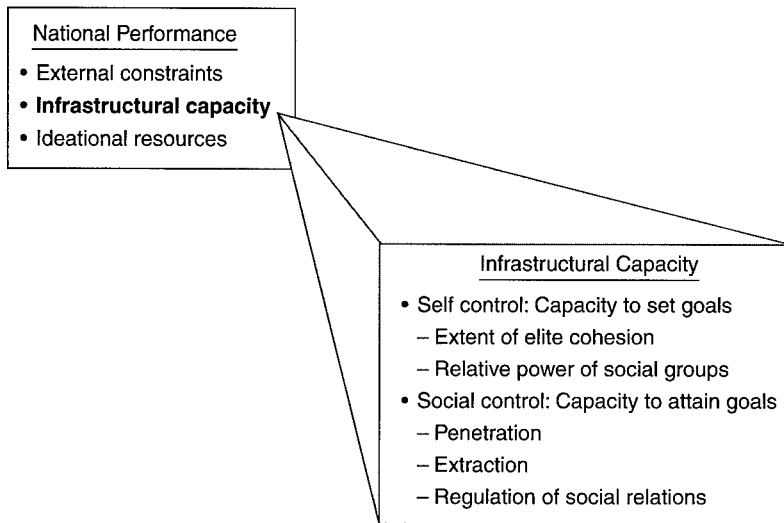 National Performance
• External constraints
• Infrastructural capacity
• Ideational resources
Infrastructural Capacity
• Self control: Capacity to set goals
– Extent of elite cohesion
– Relative power of social groups
• Social control: Capacity to attain goals
– Penetration
– Extraction
– Regulation of social relations